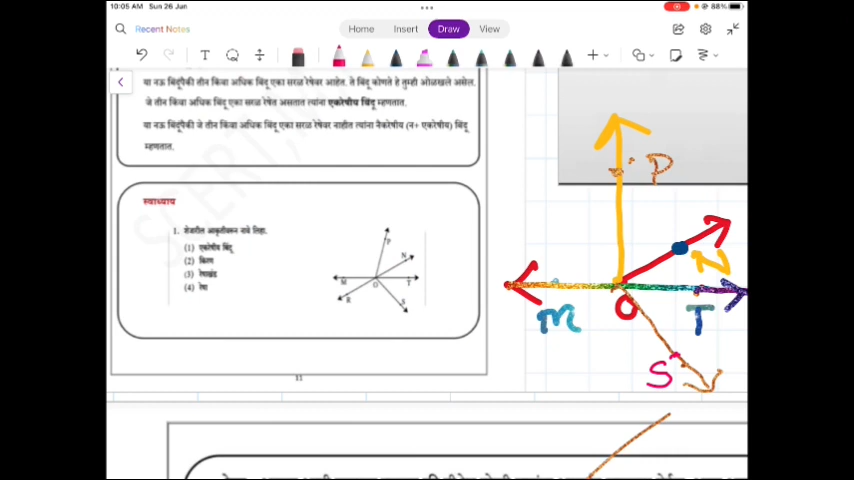 10:05 AM Sun 26 Jun
88%
Recent Notes
Home Insert Draw View
या नऊ बिंदूंपैकी तीन किंवा अधिक बिंदू एका सरळ रेषेवर आहेत. ते बिंदू कोणते हे तुम्ही ओळखले असेल.
जे तीन किंवा अधिक बिंदू एका सरळ रेषेत असतात त्यांना एकरेषीय बिंदू म्हणतात.
या नऊ बिंदूंपैकी जे तीन किंवा अधिक बिंदू एका सरळ रेषेवर नाहीत त्यांना नैकरेषीय (न+ एकरेषीय) बिंदू
म्हणतात.
स्वाध्याय
1. शेजारील आकृतीवरून नावे लिहा.
(1) एकरेषीय बिंदू
(2) किरण
(3) रेषाखंड
(4) रेषा
P
N
M O T
R S
11
P
N
O
M T
S